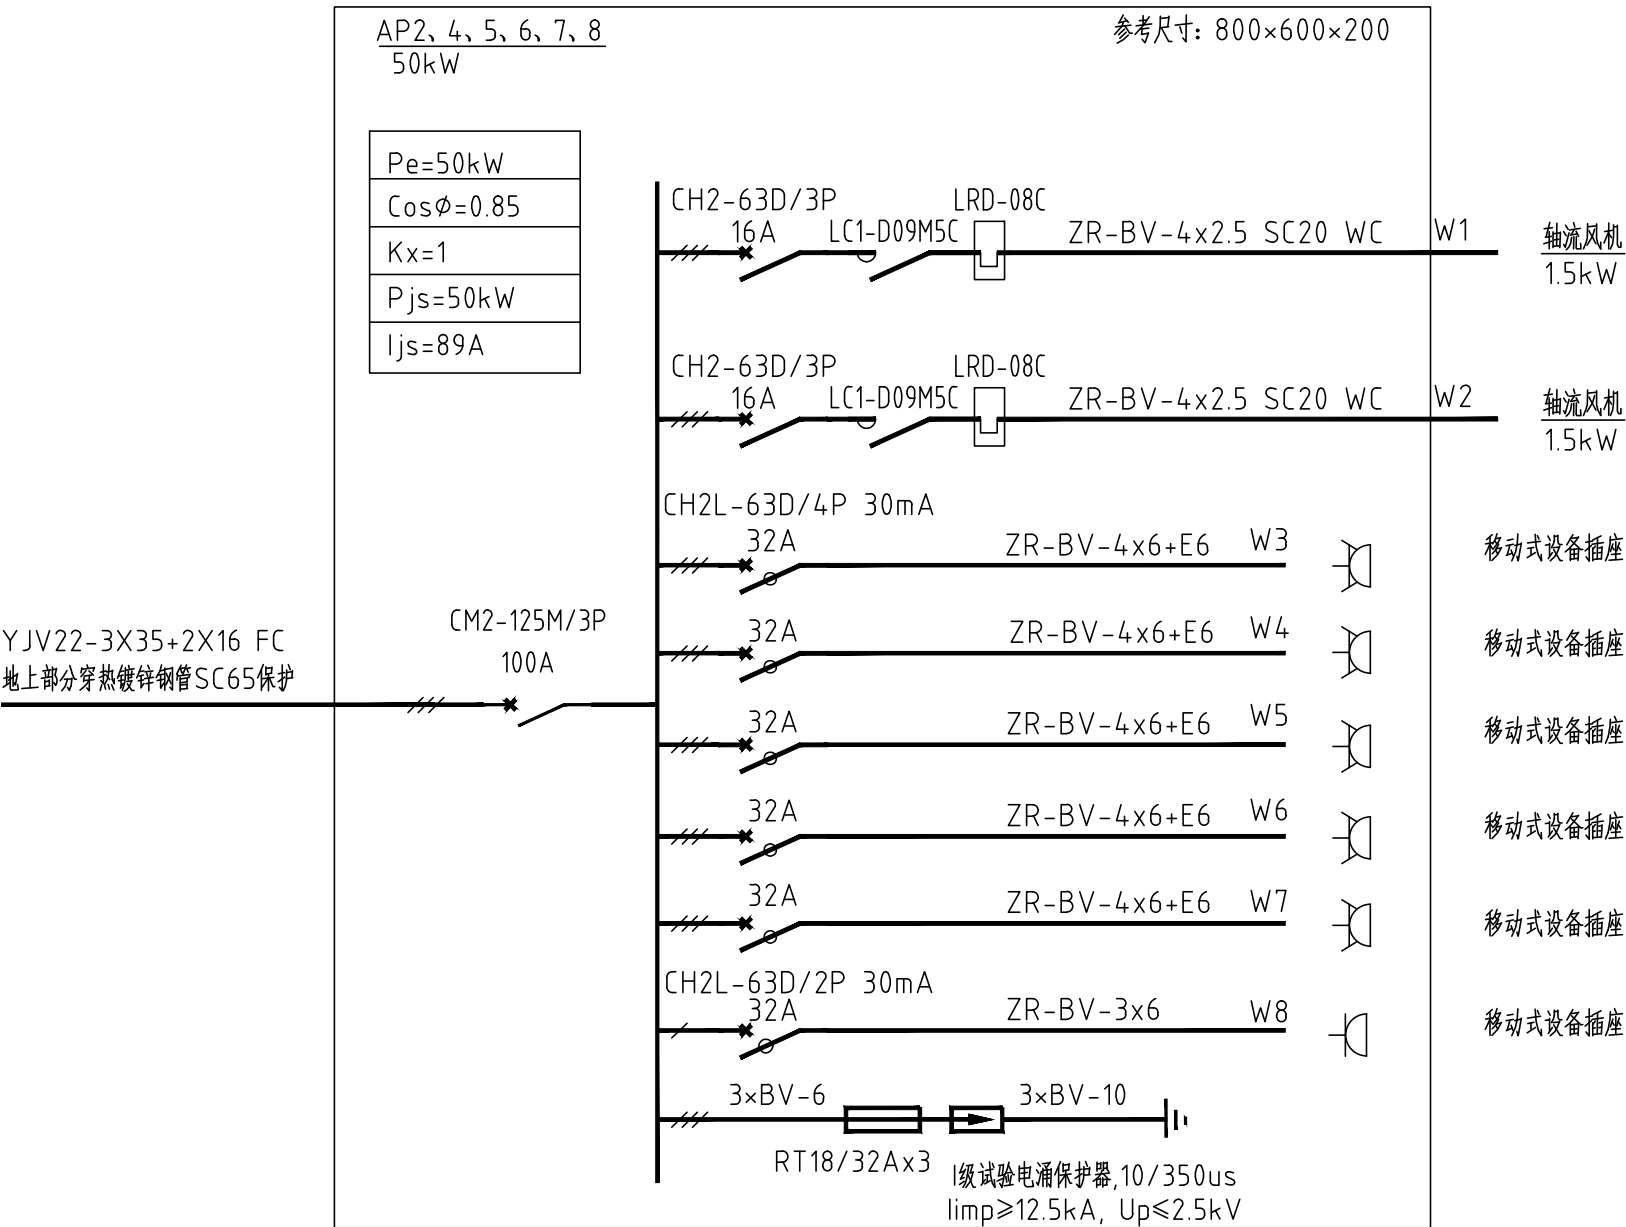 AP2、4、5、6、7、8
50kW
参考尺寸: 800×600×200
Pe=50kW
CosΦ=0.85
Kx=1
Pjs=50kW
Ijs=89A
CH2-63D/3P
LRD-08C
16A
LC1-D09M5C
ZR-BV-4x2.5 SC20 WC
W1
轴流风机
1.5kW
CH2-63D/3P
LRD-08C
16A
LC1-D09M5C
ZR-BV-4x2.5 SC20 WC
W2
轴流风机
1.5kW
CH2L-63D/4P 30mA
32A
ZR-BV-4x6+E6
W3
移动式设备插座
YJV22-3X35+2X16 FC
地上部分穿热镀锌钢管SC65保护
CM2-125M/3P
100A
32A
ZR-BV-4x6+E6
W4
移动式设备插座
32A
ZR-BV-4x6+E6
W5
移动式设备插座
32A
ZR-BV-4x6+E6
W6
移动式设备插座
32A
ZR-BV-4x6+E6
W7
移动式设备插座
CH2L-63D/2P 30mA
32A
ZR-BV-3x6
W8
移动式设备插座
3×BV-6
3×BV-10
RT18/32Ax3
I级试验电涌保护器,10/350us
Iimp≥12.5kA, Up≤2.5kV